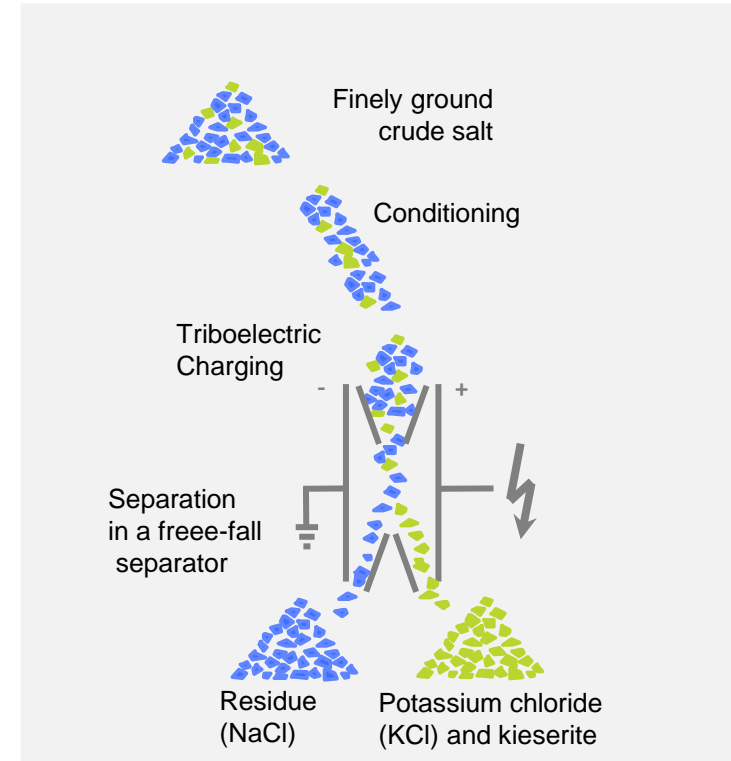 Finely ground
crude salt
Conditioning
Triboelectric
Charging
- +
Separation
in a freee-fall
separator
Residue
(NaCl)
Potassium chloride
(KCl) and kieserite